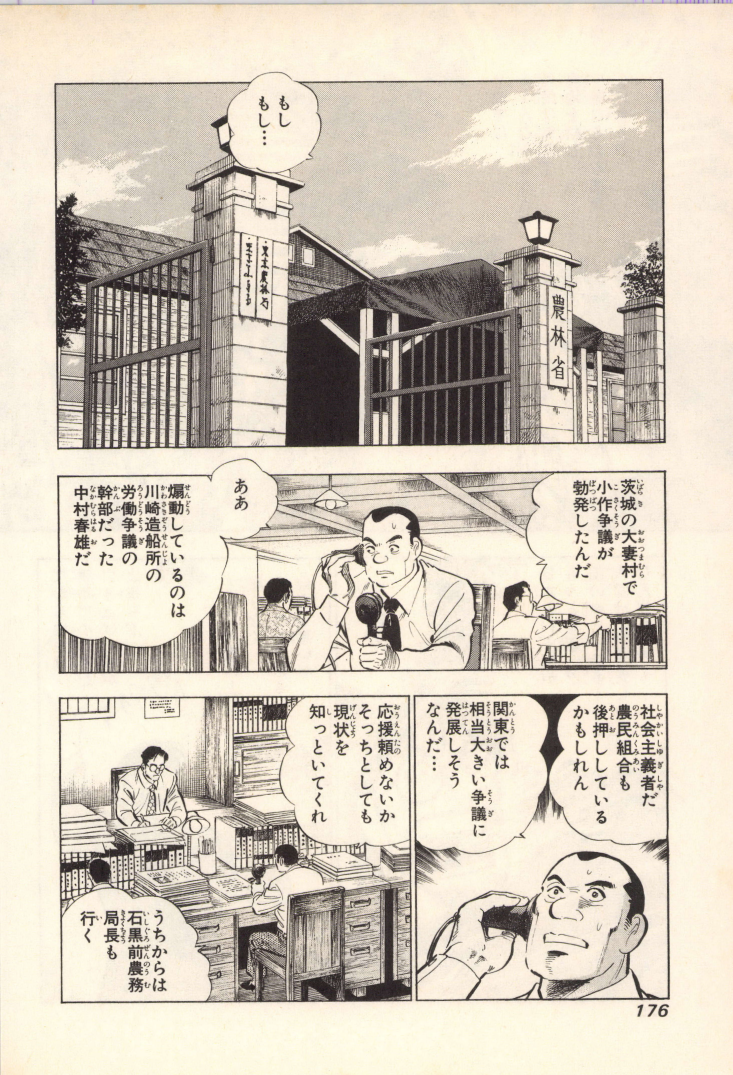 もし
もし…
農林省
茨城の大妻村で
小作争議が
勃発したんだ
ああ
煽動しているのは
川崎造船所の
労働争議の
幹部だった
中村春雄だ
社会主義者だ
農民組合も
後押ししている
かもしれん
関東では
相当大きい争議に
発展しそう
なんだ…
応援頼めないか
そっちとしても
現状を
知っといてくれ
うちからは
石黒前農務
局長も
行く
176